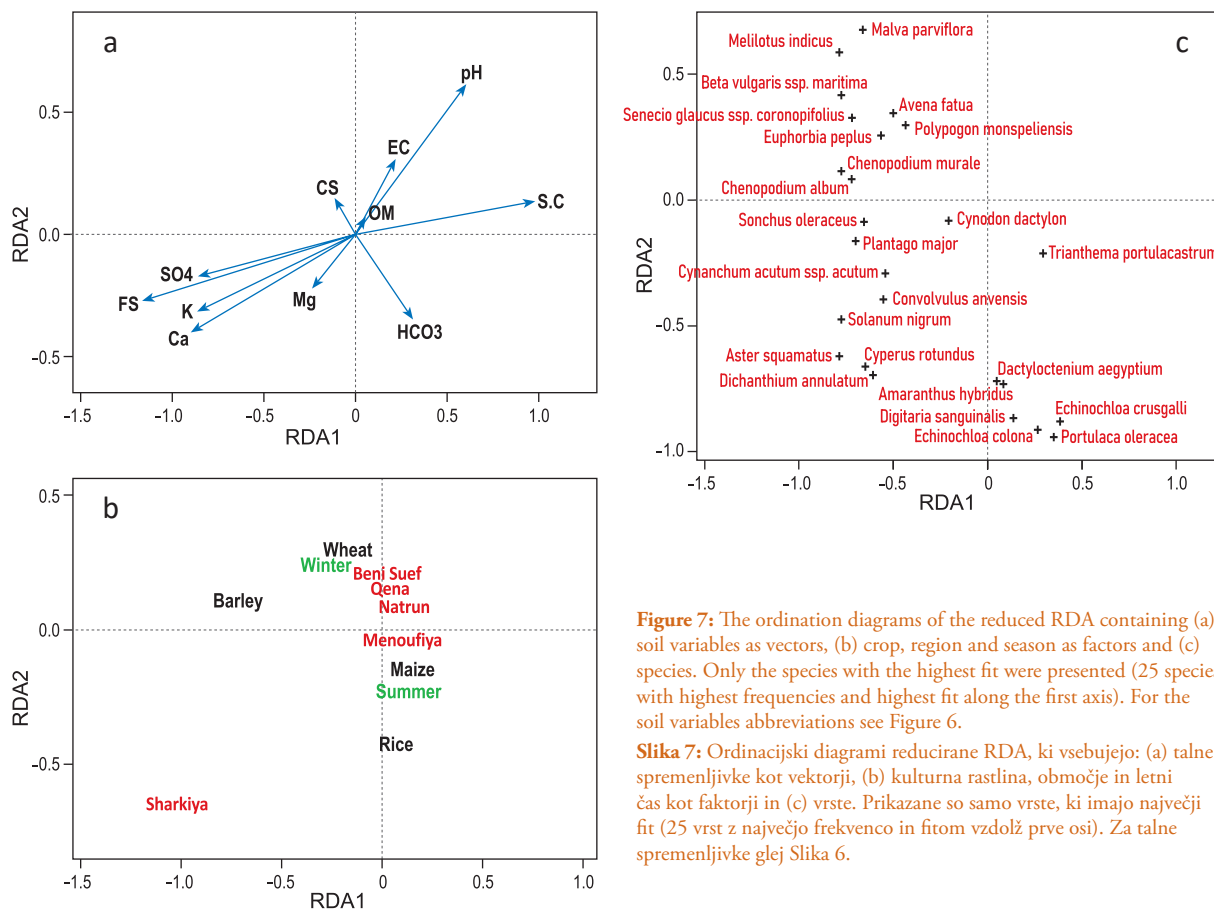 a
0.5
0.0
−0.5
RDA2
−1.5
−1.0
−0.5
0
0.5
1.0
RDA1
pH
EC
CS
OM
S.C
SO4
FS
K
Ca
Mg
HCO3
b
0.5
0.0
−0.5
RDA2
−1.5
−1.0
−0.5
0
0.5
1.0
RDA1
Wheat
Winter
Beni Suef
Qena
Natrun
Barley
Menoufiya
Maize
Summer
Rice
Sharkiya
c
0.5
0.0
−0.5
−1.0
RDA2
−1.5
−1.0
−0.5
0
0.5
1.0
RDA1
Malva parviflora
Melilotus indicus
Beta vulgaris ssp. maritima
Avena fatua
Senecio glaucus ssp. coronopifolius
Polypogon monspeliensis
Euphorbia peplus
Chenopodium murale
Chenopodium album
Sonchus oleraceus
Cynodon dactylon
Plantago major
Trianthema portulacastrum
Cynanchum acutum ssp. acutum
Convolvulus arvensis
Solanum nigrum
Aster squamatus
Cyperus rotundus
Dichanthium annulatum
Dactyloctenium aegyptium
Amaranthus hybridus
Digitaria sanguinalis
Echinochloa crusgalli
Echinochloa colona
Portulaca oleracea
Figure 7: The ordination diagrams of the reduced RDA containing (a)
soil variables as vectors, (b) crop, region and season as factors and (c)
species. Only the species with the highest fit were presented (25 specie
with highest frequencies and highest fit along the first axis). For the
soil variables abbreviations see Figure 6.
Slika 7: Ordinacijski diagrami reducirane RDA, ki vsebujejo: (a) talne
spremenljivke kot vektorji, (b) kulturna rastlina, območje in letni
čas kot faktorji in (c) vrste. Prikazane so samo vrste, ki imajo največji
fit (25 vrst z največjo frekvenco in fitom vzdolž prve osi). Za talne
spremenljivke glej Slika 6.